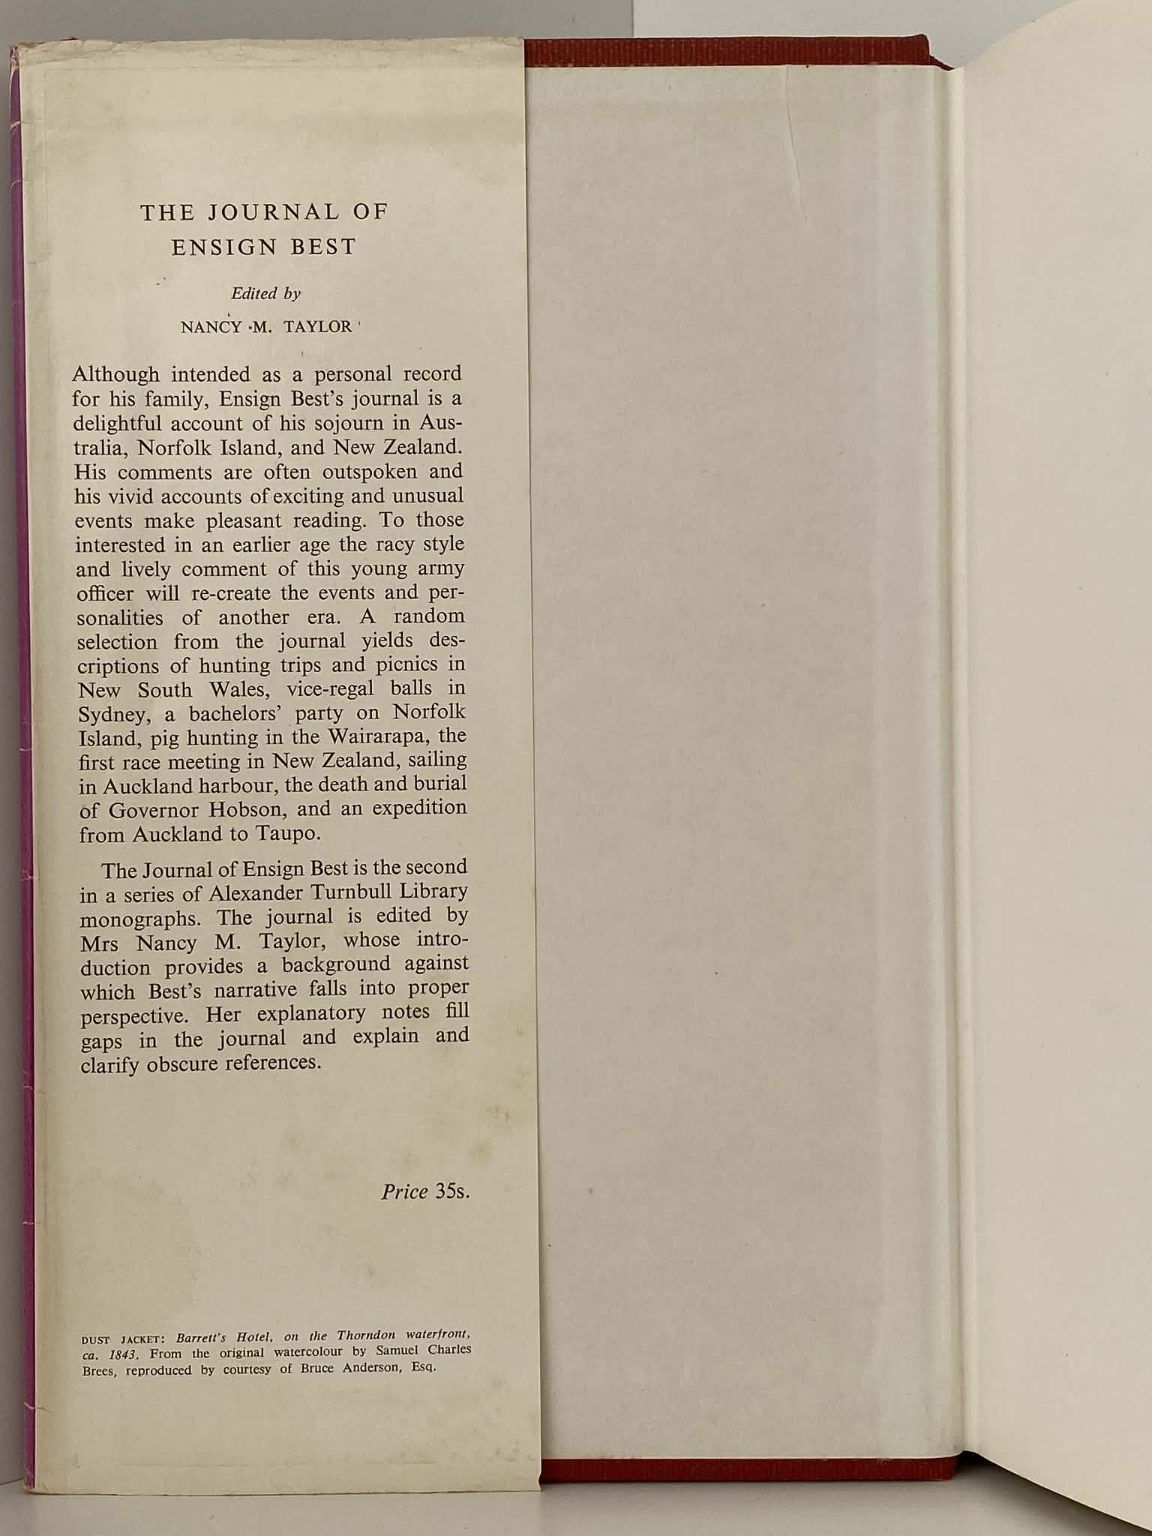 THE JOURNAL OF
ENSIGN BEST
Edited by
NANCY M. TAYLOR
Although intended as a personal record
for his family, Ensign Best's journal is a
delightful account of his sojourn in Aus-
tralia, Norfolk Island, and New Zealand.
His comments are often outspoken and
his vivid accounts of exciting and unusual
events make pleasant reading. To those
interested in an earlier age the racy style
and lively comment of this young army
officer will re-create the events and per-
sonalities of another era. A random
selection from the journal yields des-
criptions of hunting trips and picnics in
New South Wales, vice-regal balls in
Sydney, a bachelors' party on Norfolk
Island, pig hunting in the Wairarapa, the
first race meeting in New Zealand, sailing
in Auckland harbour, the death and burial
of Governor Hobson, and an expedition
from Auckland to Taupo.
The Journal of Ensign Best is the second
in a series of Alexander Turnbull Library
monographs. The journal is edited by
Mrs Nancy M. Taylor, whose intro-
duction provides a background against
which Best's narrative falls into proper
perspective. Her explanatory notes fill
gaps in the journal and explain and
clarify obscure references.
Price 35s.
DUST JACKET: Barrett's Hotel, on the Thorndon waterfront,
ca. 1843. From the original watercolour by Samuel Charles
Brees, reproduced by courtesy of Bruce Anderson, Esq.